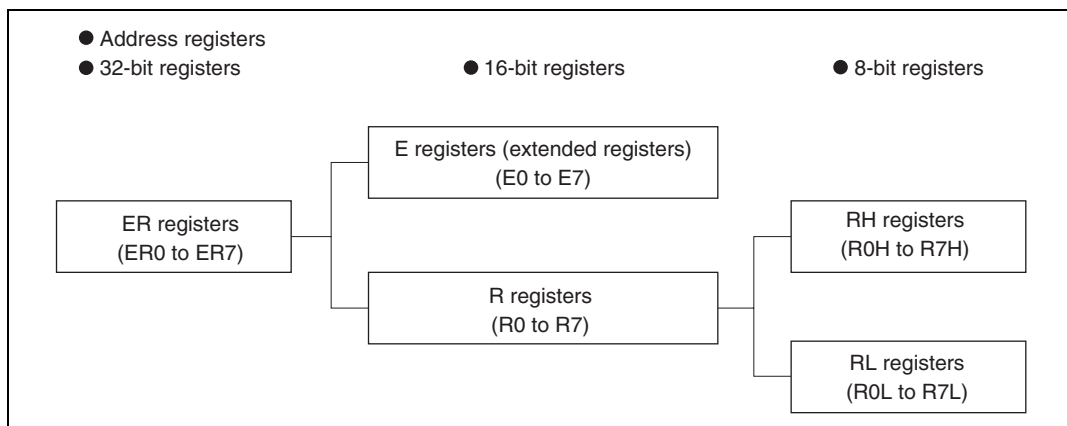 ● Address registers
● 32-bit registers
● 16-bit registers
● 8-bit registers
E registers (extended registers)
(E0 to E7)
ER registers
(ER0 to ER7)
RH registers
(R0H to R7H)
R registers
(R0 to R7)
RL registers
(R0L to R7L)